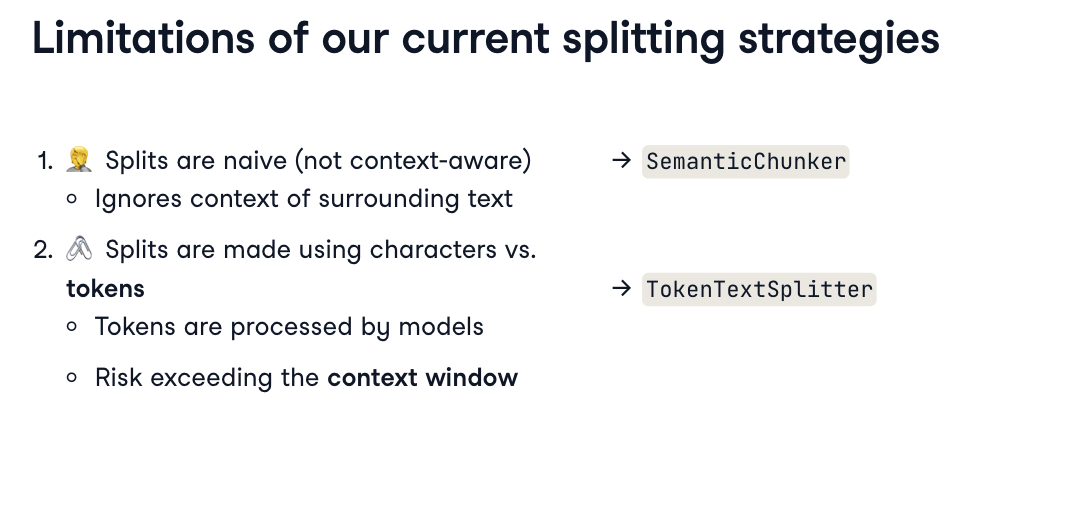 Limitations of our current splitting strategies
1. 🤦 Splits are naive (not context-aware)
→ SemanticChunker
○ Ignores context of surrounding text
2. 🖇 Splits are made using characters vs.
tokens
→ TokenTextSplitter
○ Tokens are processed by models
○ Risk exceeding the context window